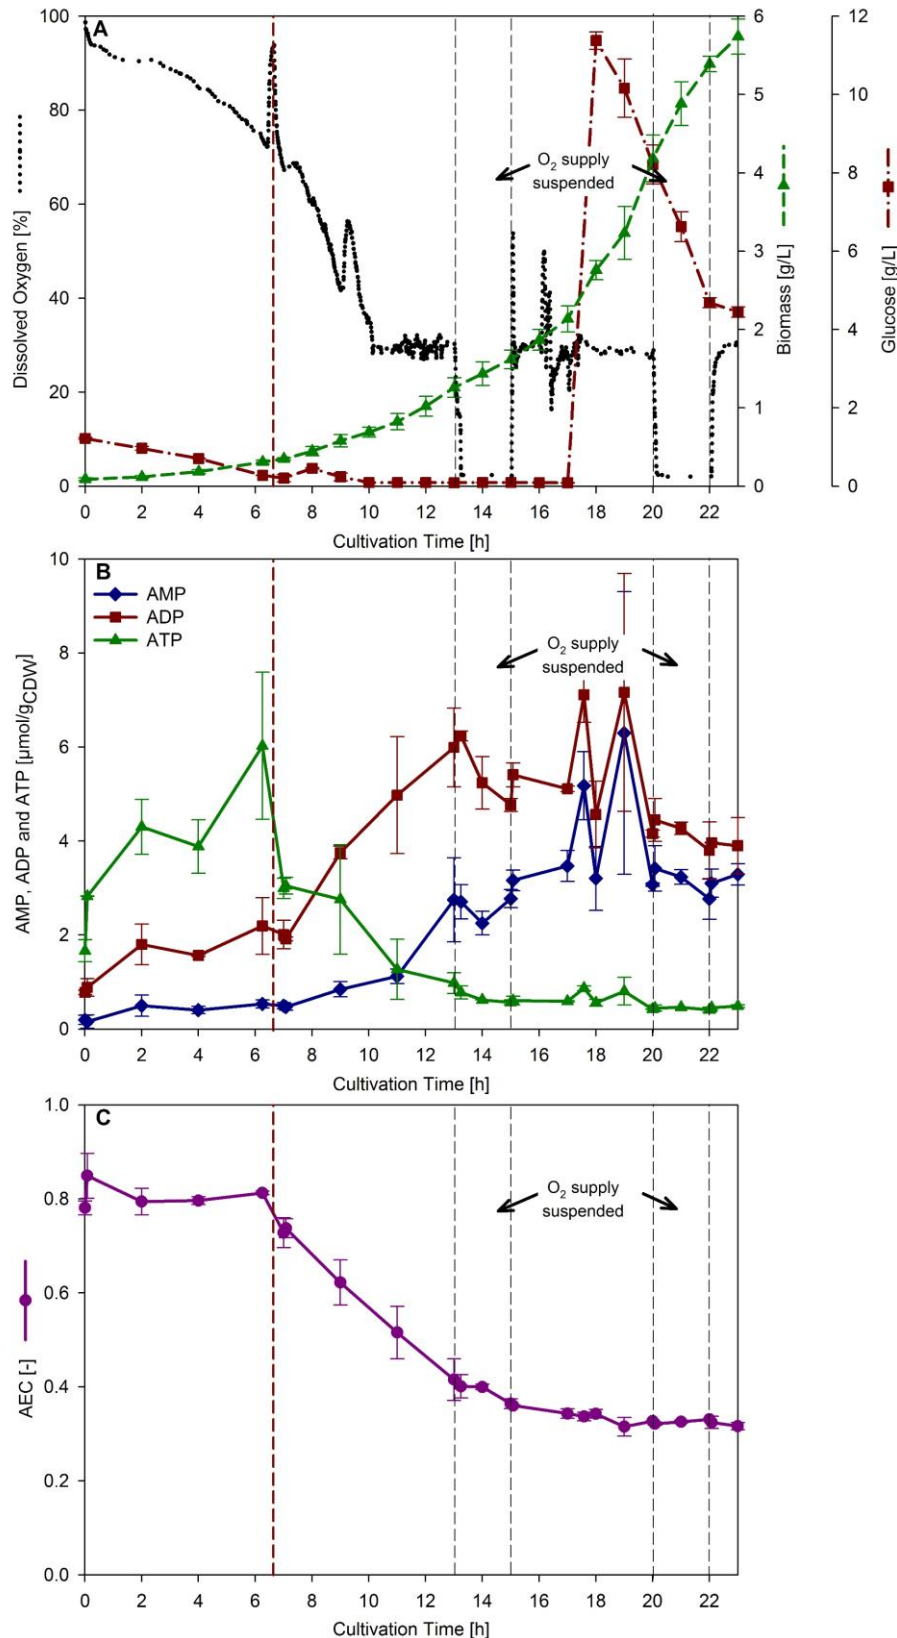 A
100
80
60
40
20
0
Dissolved Oxygen [%]
O2 supply
suspended
6
5
4
3
2
1
0
Biomass [g/L]
12
10
8
6
4
2
0
Glucose [g/L]
0 2 4 6 8 10 12 14 16 18 20 22
Cultivation Time [h]
B
AMP
ADP
ATP
10
8
6
4
2
0
AMP, ADP and ATP [µmol/gCDW]
O2 supply
suspended
0 2 4 6 8 10 12 14 16 18 20 22
Cultivation Time [h]
C
1.0
0.8
0.6
0.4
0.2
0.0
AEC [-]
O2 supply
suspended
0 2 4 6 8 10 12 14 16 18 20 22
Cultivation Time [h]